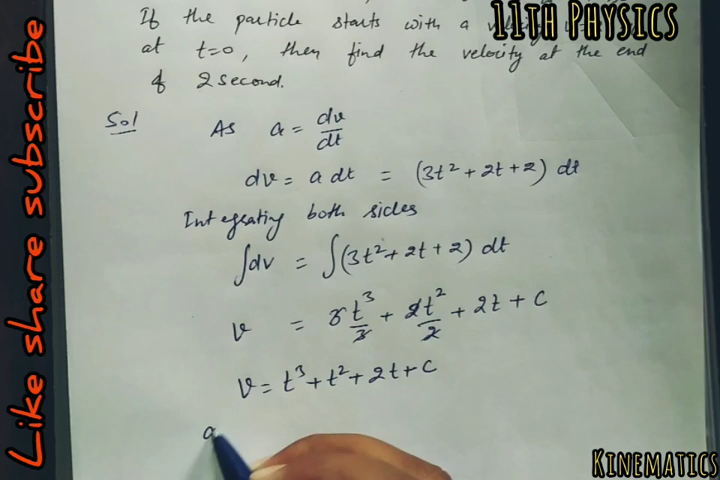 11th Physics
If the particle starts with a
at t=0, then find the velocity at the end
of 2 second.
Sol
As a = dv/dt
dv = a dt = (3t² + 2t + 2) dt
Integrating both sides
∫dv = ∫(3t² + 2t + 2) dt
v = 3t³/3 + 2t²/2 + 2t + c
v = t³ + t² + 2t + c
a
Like share subscribe
Kinematics